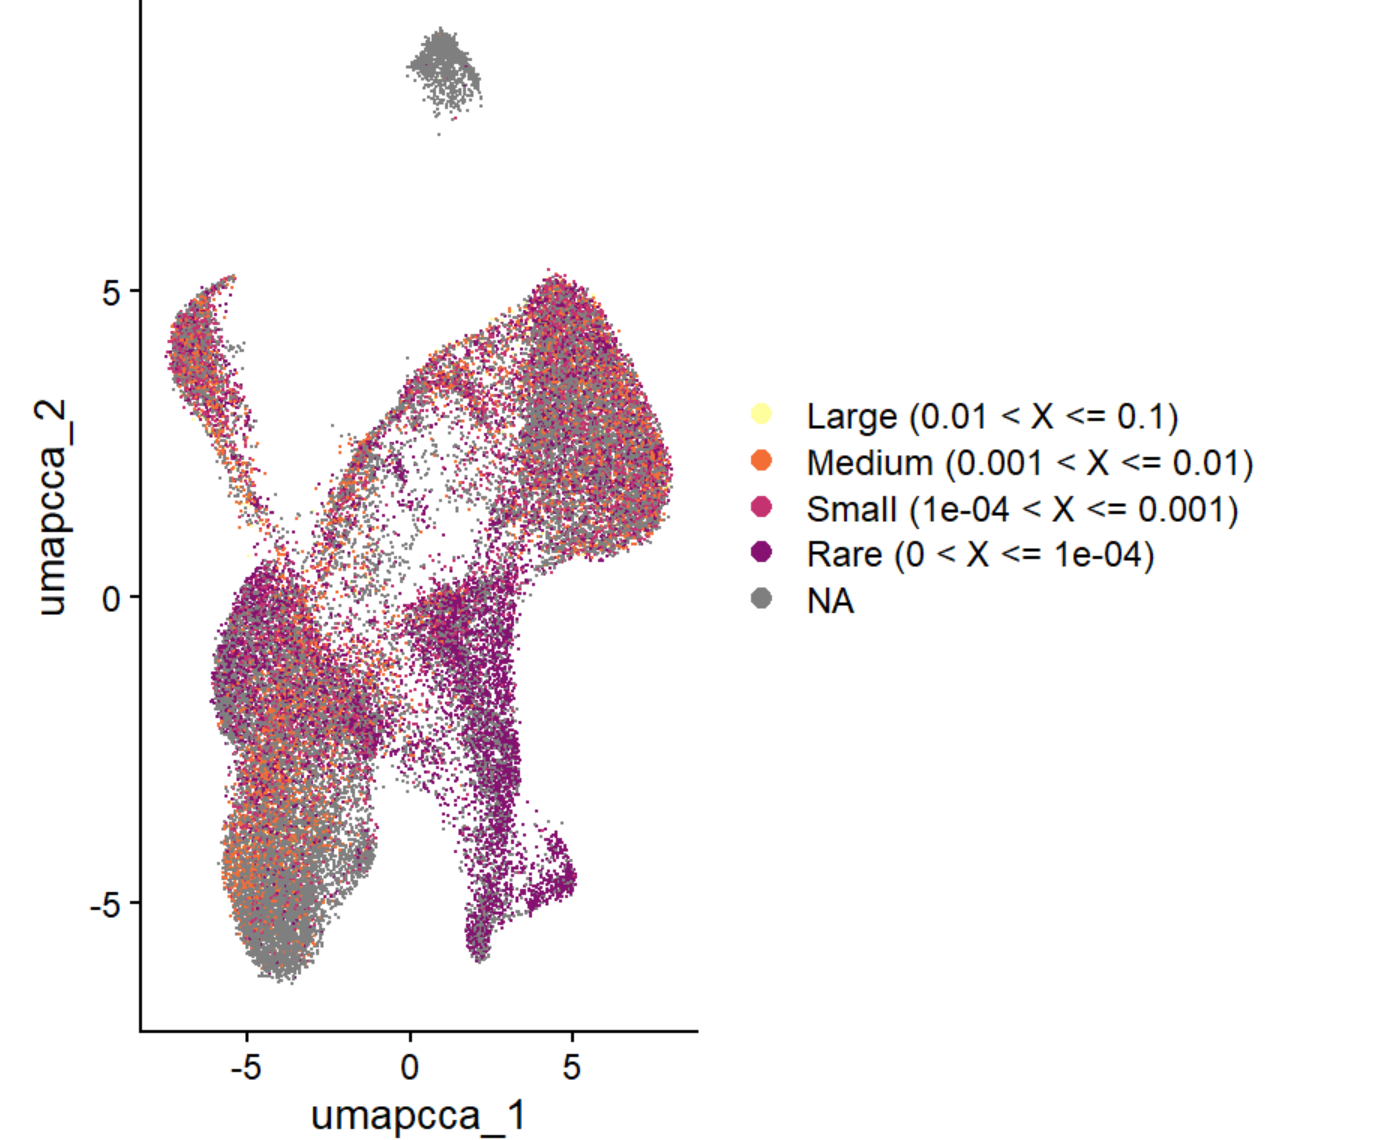 umapcca_2
5
0
-5
-5
0
5
umapcca_1
Large (0.01 < X <= 0.1)
Medium (0.001 < X <= 0.01)
Small (1e-04 < X <= 0.001)
Rare (0 < X <= 1e-04)
NA